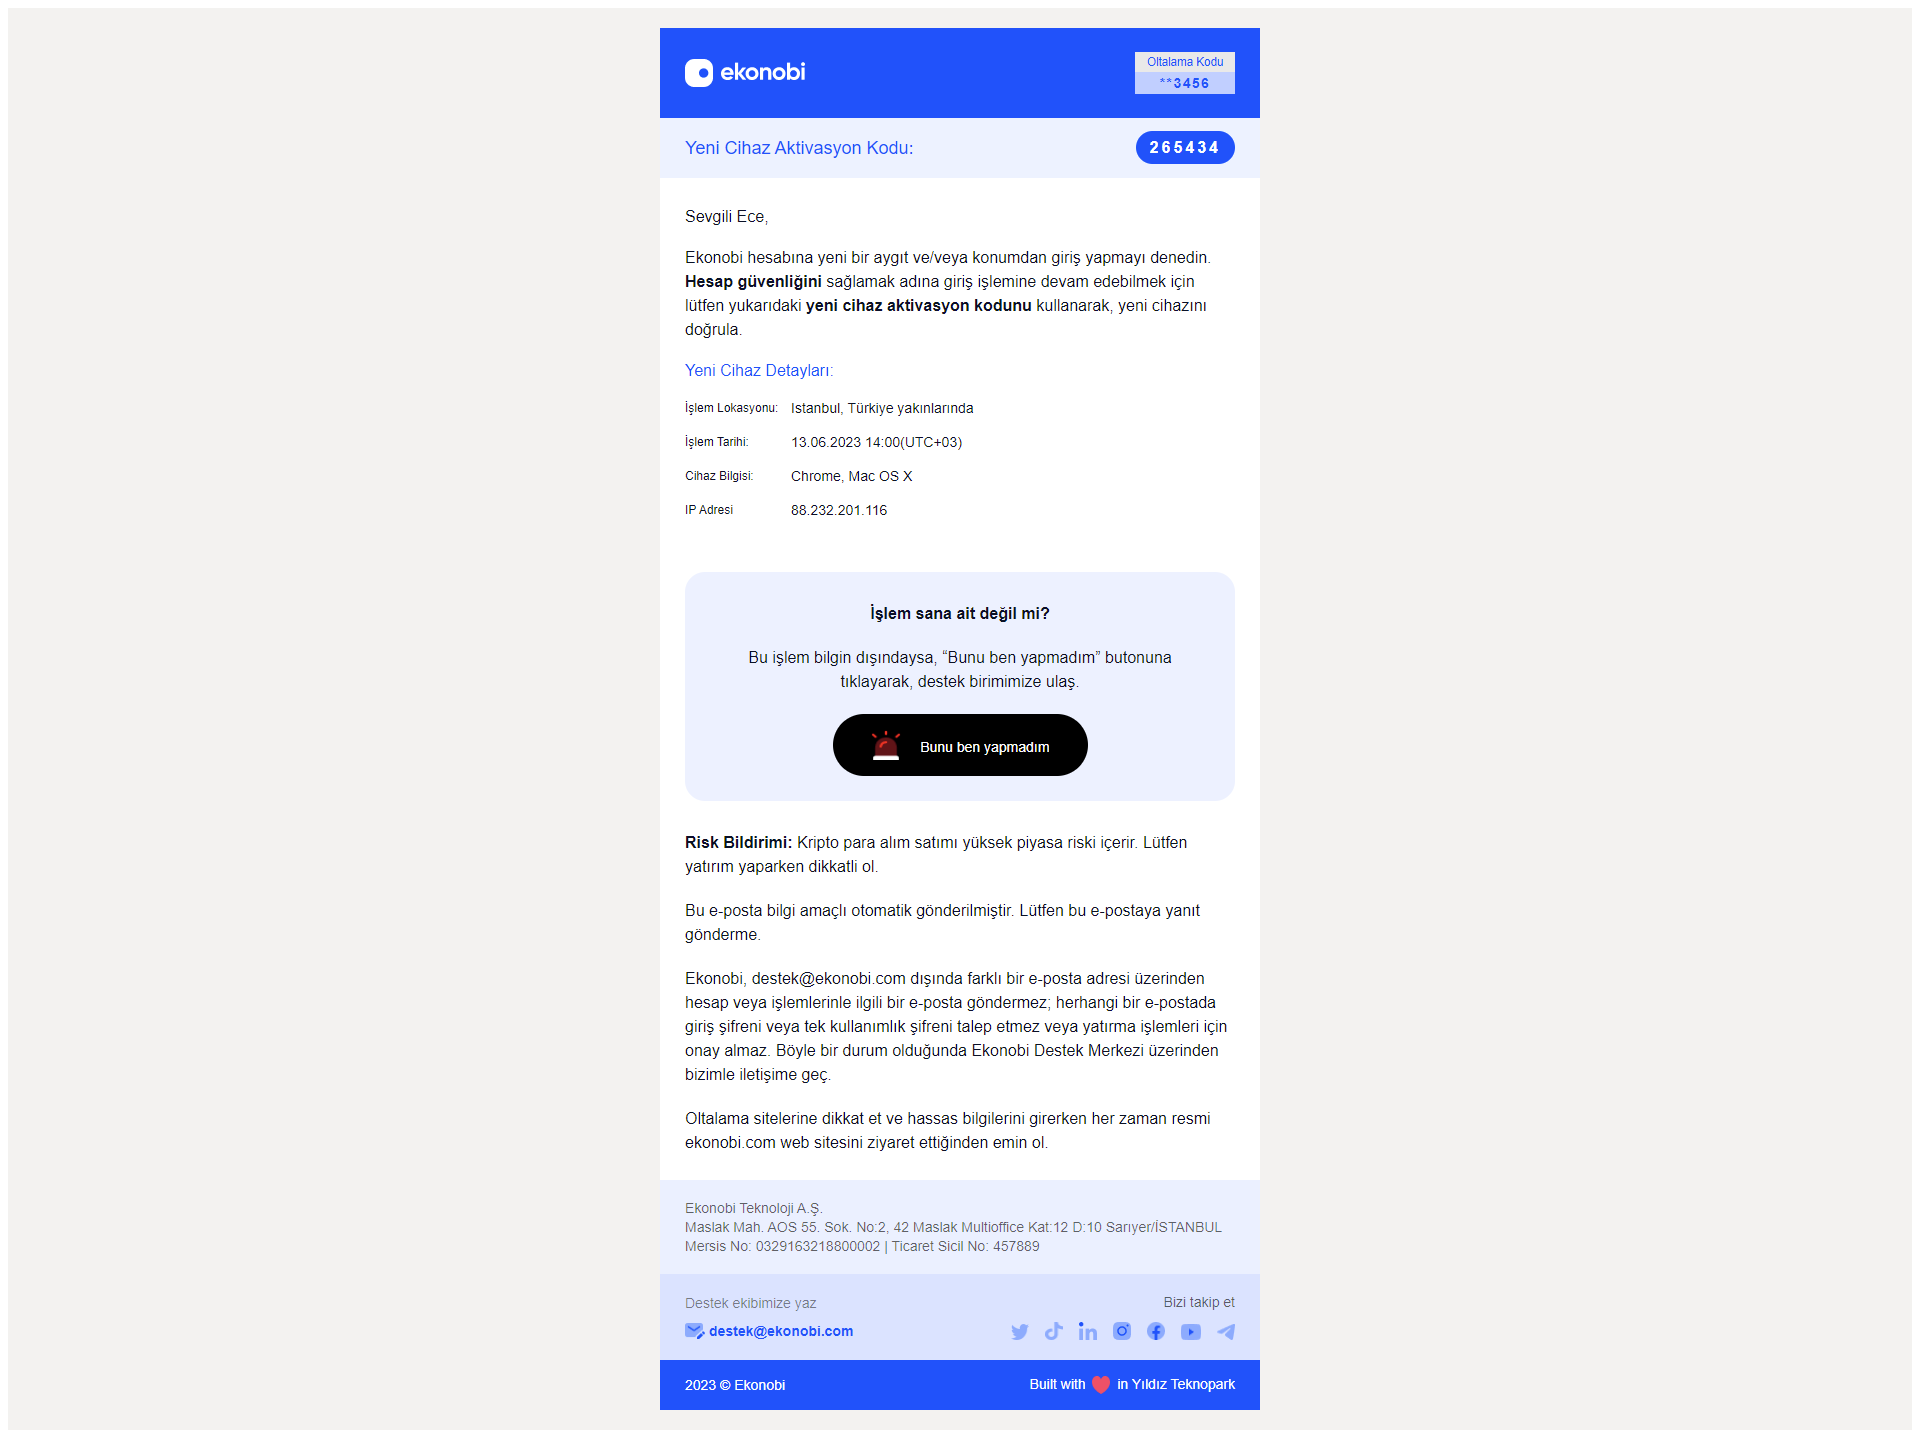 ekonobi
Oltalama Kodu
**3456
Yeni Cihaz Aktivasyon Kodu:
265434
Sevgili Ece,
Ekonobi hesabına yeni bir aygıt ve/veya konumdan giriş yapmayı denedin.
Hesap güvenliğini sağlamak adına giriş işlemine devam edebilmek için
lütfen yukarıdaki yeni cihaz aktivasyon kodunu kullanarak, yeni cihazını
doğrula.
Yeni Cihaz Detayları:
İşlem Lokasyonu: Istanbul, Türkiye yakınlarında
İşlem Tarihi: 13.06.2023 14:00(UTC+03)
Cihaz Bilgisi: Chrome, Mac OS X
IP Adresi 88.232.201.116
İşlem sana ait değil mi?
Bu işlem bilgin dışındaysa, “Bunu ben yapmadım” butonuna
tıklayarak, destek birimimize ulaş.
Bunu ben yapmadım
Risk Bildirimi: Kripto para alım satımı yüksek piyasa riski içerir. Lütfen
yatırım yaparken dikkatli ol.
Bu e-posta bilgi amaçlı otomatik gönderilmiştir. Lütfen bu e-postaya yanıt
gönderme.
Ekonobi, destek@ekonobi.com dışında farklı bir e-posta adresi üzerinden
hesap veya işlemlerinle ilgili bir e-posta göndermez; herhangi bir e-postada
giriş şifreni veya tek kullanımlık şifreni talep etmez veya yatırma işlemleri için
onay almaz. Böyle bir durum olduğunda Ekonobi Destek Merkezi üzerinden
bizimle iletişime geç.
Oltalama sitelerine dikkat et ve hassas bilgilerini girerken her zaman resmi
ekonobi.com web sitesini ziyaret ettiğinden emin ol.
Ekonobi Teknoloji A.Ş.
Maslak Mah. AOS 55. Sok. No:2, 42 Maslak Multioffice Kat:12 D:10 Sarıyer/İSTANBUL
Mersis No: 0329163218800002 | Ticaret Sicil No: 457889
Destek ekibimize yaz
destek@ekonobi.com
Bizi takip et
2023 © Ekonobi
Built with ❤ in Yıldız Teknopark